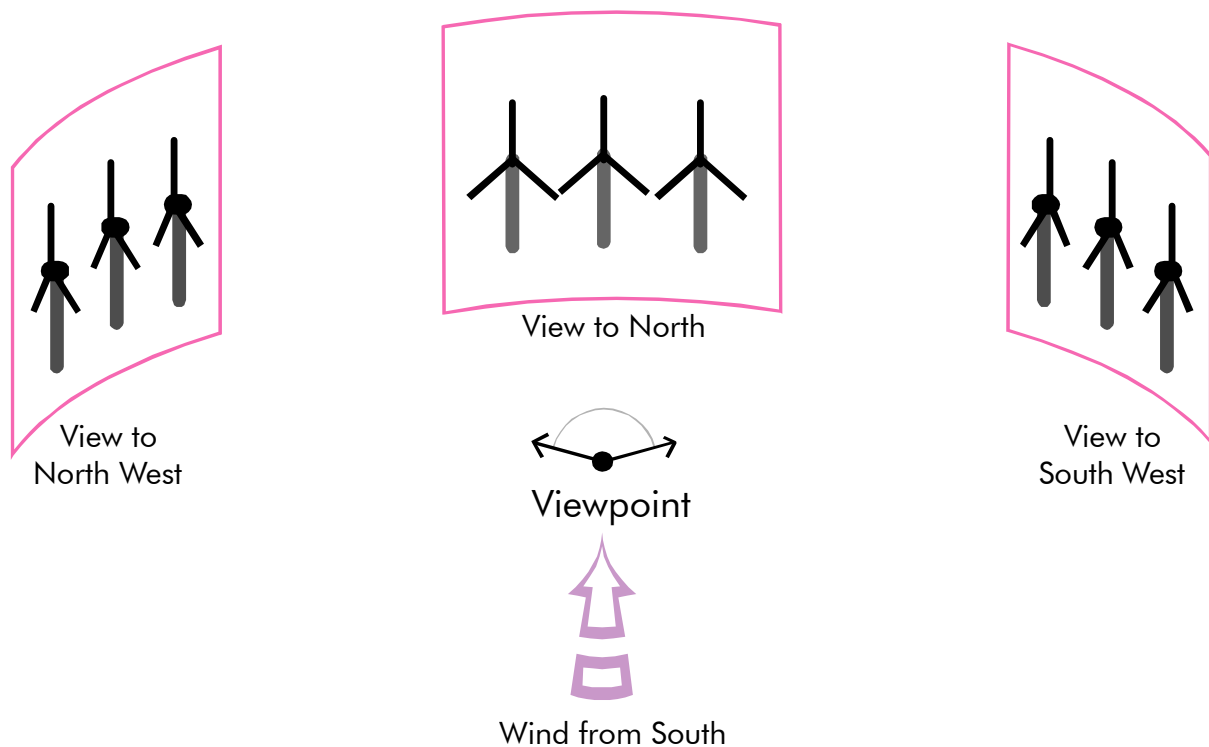 View to North
View to
North West
View to
South West
Viewpoint
Wind from South